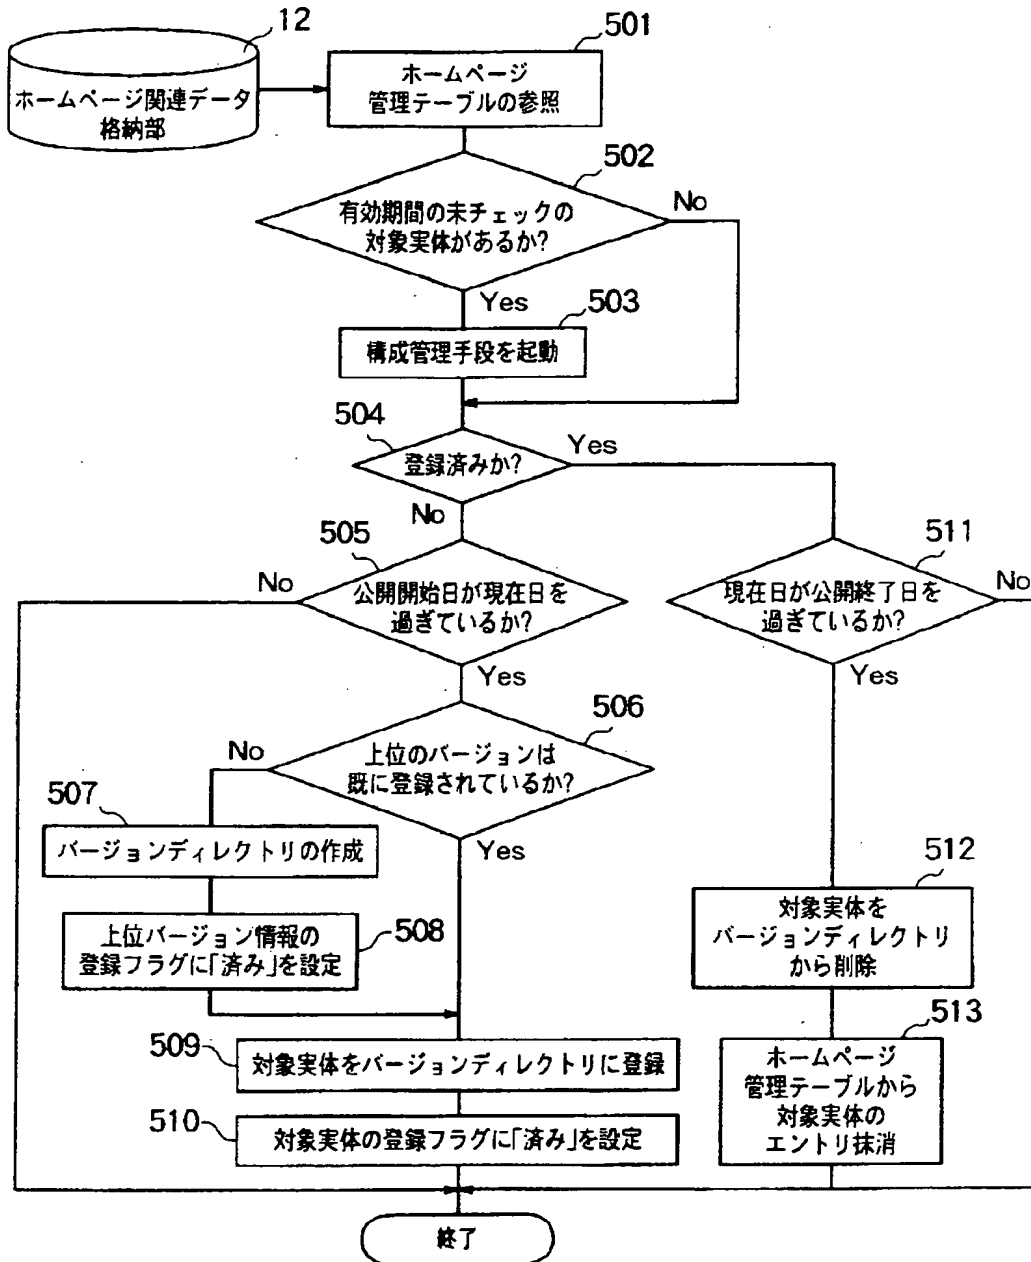 12
ホームページ関連データ
格納部
501
ホームページ
管理テーブルの参照
502
有効期間の未チェックの
対象実体があるか?
No
Yes
503
構成管理手段を起動
504
登録済みか?
Yes
No
505
公開開始日が現在日を
過ぎているか?
No
Yes
511
現在日が公開終了日を
過ぎているか?
No
Yes
506
上位のバージョンは
既に登録されているか?
No
Yes
507
バージョンディレクトリの作成
508
上位バージョン情報の
登録フラグに「済み」を設定
509
対象実体をバージョンディレクトリに登録
510
対象実体の登録フラグに「済み」を設定
512
対象実体を
バージョンディレクトリ
から削除
513
ホームページ
管理テーブルから
対象実体の
エントリ抹消
終了